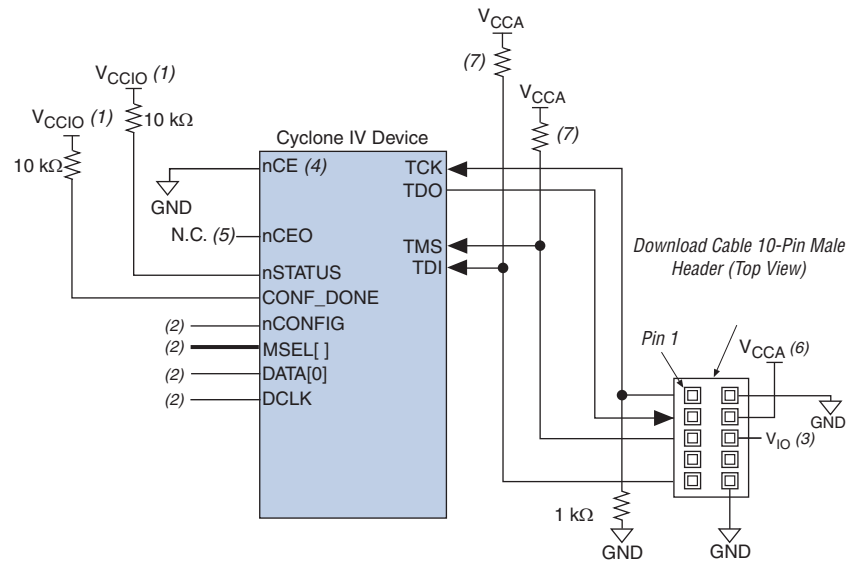 VCCA
(7)
VCCIO (1)
VCCA
VCCIO (1)
10 kΩ
(7)
10 kΩ
Cyclone IV Device
nCE (4)
TCK
TDO
GND
N.C. (5)
nCEO
TMS
Download Cable 10-Pin Male
Header (Top View)
nSTATUS
TDI
CONF_DONE
(2)
nCONFIG
(2)
MSEL[ ]
(2)
DATA[0]
(2)
DCLK
Pin 1
VCCA (6)
GND
VIO (3)
1 kΩ
GND
GND